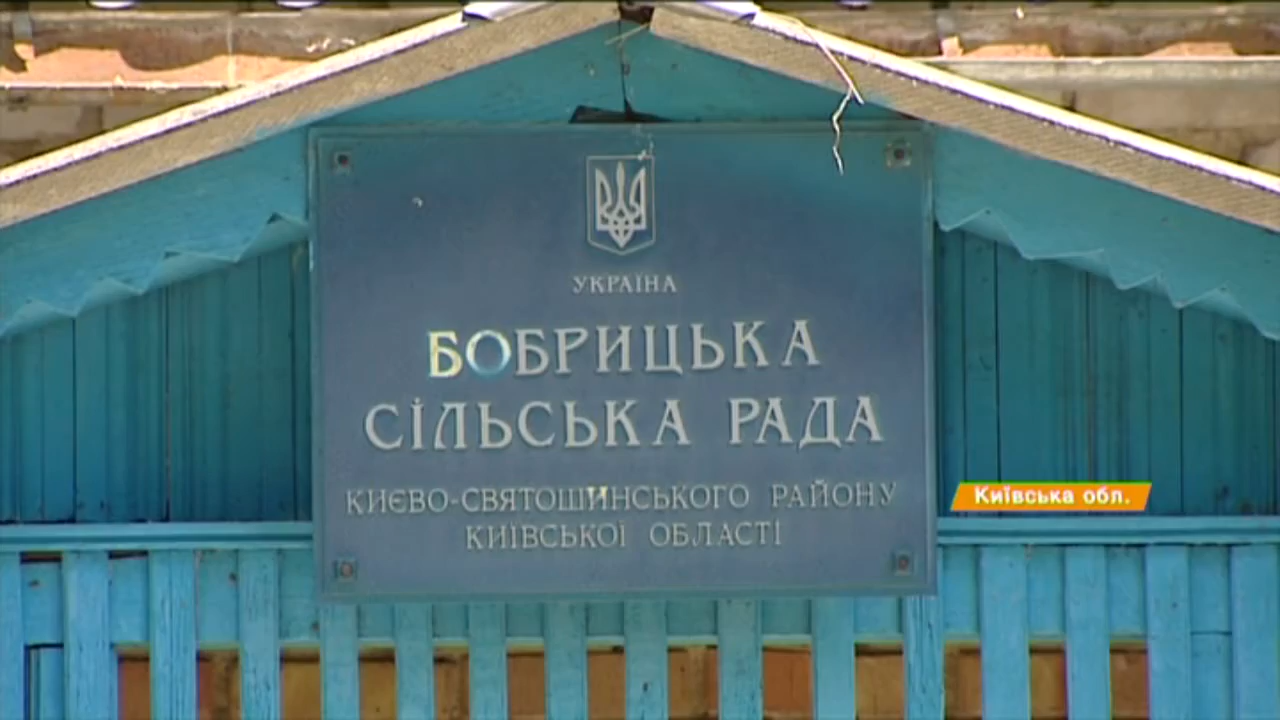 УКРАЇНА
БОБРИЦЬКА
СІЛЬСЬКА РАДА
КИЄВО-СВЯТОШИНСЬКОГО РАЙОНУ
КИЇВСЬКОЇ ОБЛАСТІ
Київська обл.